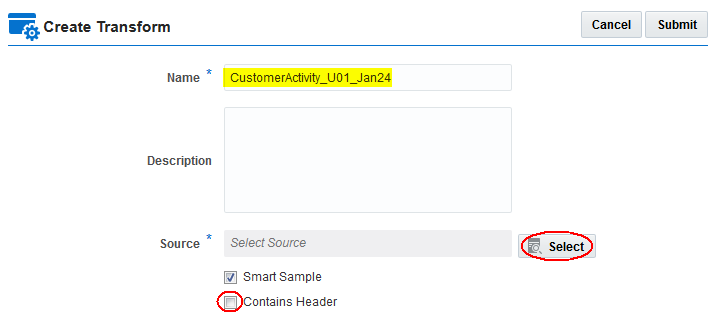 Create Transform
Cancel
Submit
Name *
CustomerActivity_U01_Jan24
Description
Source *
Select Source
Select
Smart Sample
Contains Header